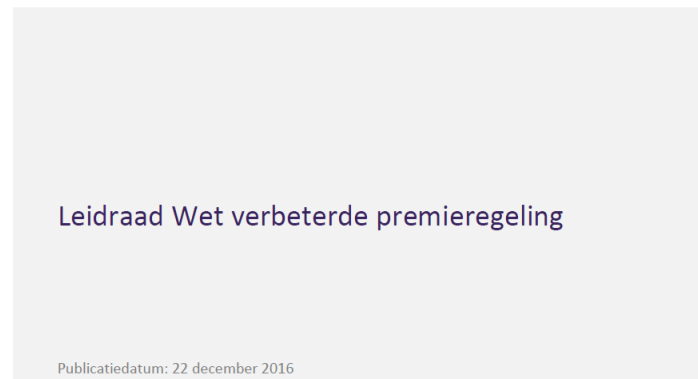 Leidraad Wet verbeterde premieregeling
Publicatiedatum: 22 december 2016